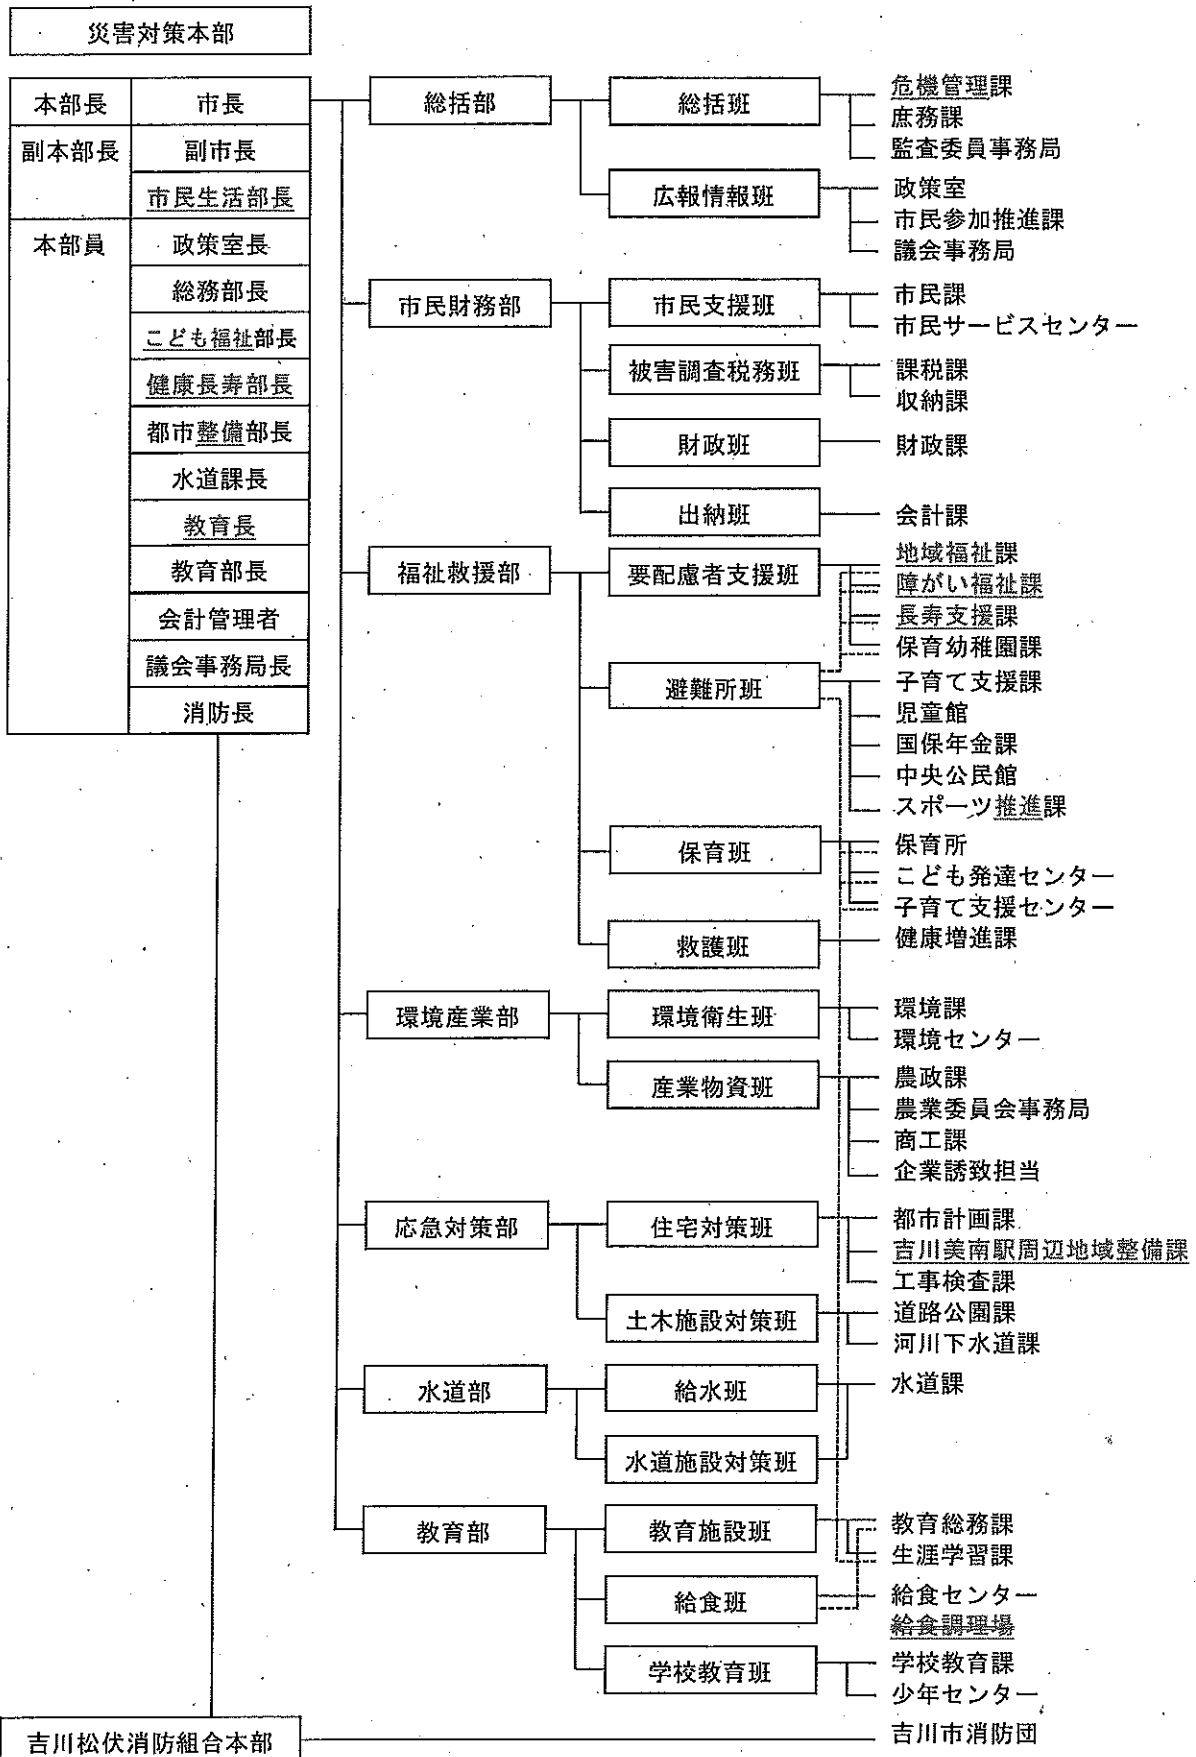 災害対策本部
本部長 市長
副本部長 副市長
市民生活部長
本部員 政策室長
総務部長
こども福祉部長
健康長寿部長
都市整備部長
水道課長
教育長
教育部長
会計管理者
議会事務局長
消防長
総括部
総括班
危機管理課
庶務課
監査委員事務局
広報情報班
政策室
市民参加推進課
議会事務局
市民財務部
市民支援班
市民課
市民サービスセンター
被害調査税務班
課税課
収納課
財政班
財政課
出納班
会計課
福祉救援部
要配慮者支援班
地域福祉課
障がい福祉課
長寿支援課
保育幼稚園課
避難所班
子育て支援課
児童館
国保年金課
中央公民館
スポーツ推進課
保育班
保育所
こども発達センター
子育て支援センター
救護班
健康増進課
環境産業部
環境衛生班
環境課
環境センター
産業物資班
農政課
農業委員会事務局
商工課
企業誘致担当
応急対策部
住宅対策班
都市計画課
吉川美南駅周辺地域整備課
工事検査課
土木施設対策班
道路公園課
河川下水道課
水道部
給水班
水道課
水道施設対策班
教育部
教育施設班
教育総務課
生涯学習課
給食班
給食センター
給食調理場
学校教育班
学校教育課
少年センター
吉川松伏消防組合本部
吉川市消防団